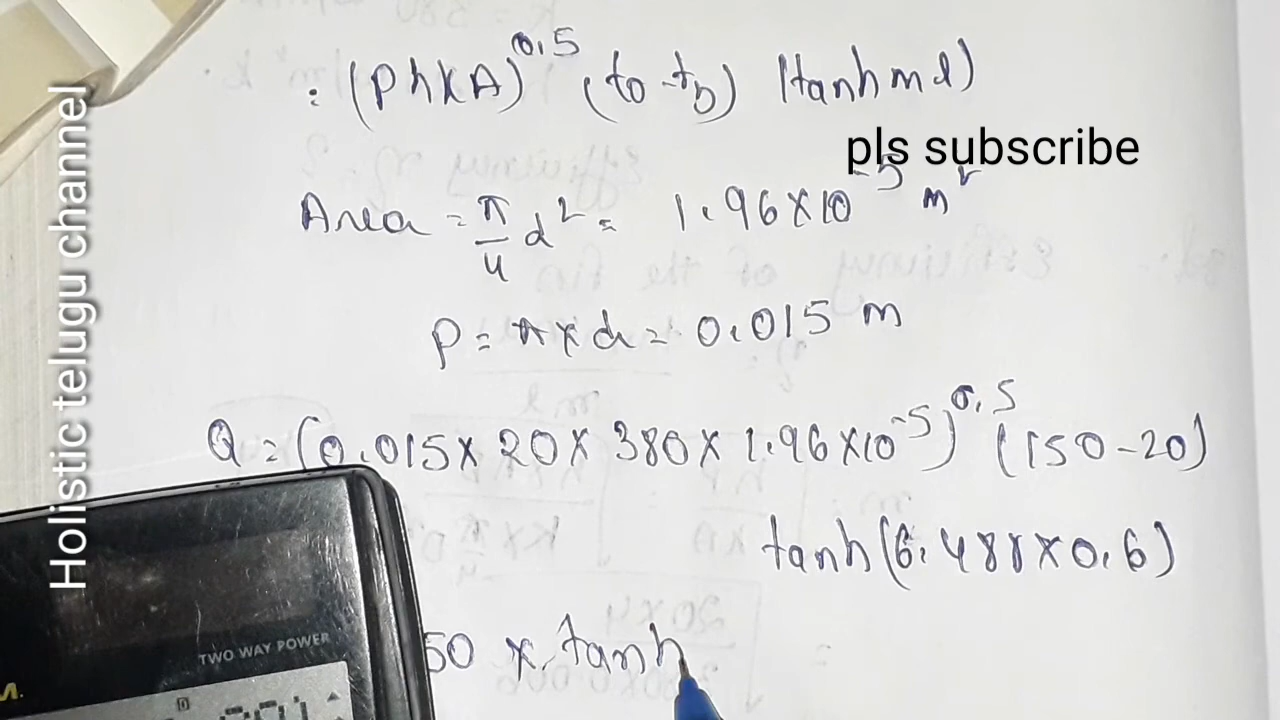 = (PhKA)^0.5 (to-tb) (tanh ml)
pls subscribe
Area = π/4 d² = 1.96×10^-5 m²
P = π×d = 0.015 m
Q = (0.015×20×380×1.96×10^-5)^0.5 (150-20)
tanh(6.488×0.6)
50 × tanh
TWO WAY POWER
Holistic telugu channel